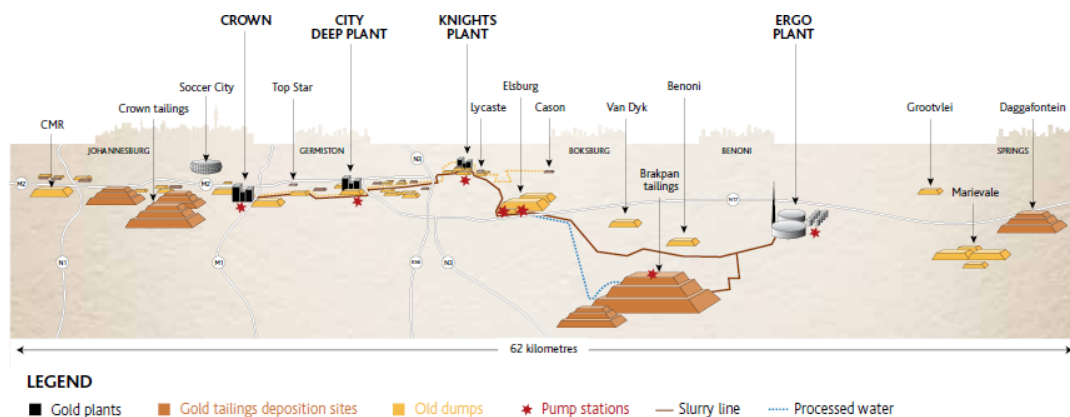 CROWN
CITY
DEEP PLANT
KNIGHTS
PLANT
ERGO
PLANT
Soccer City
Top Star
Elsburg
Lycaste
Cason
Van Dyk
Benoni
Grootvlei
Daggafontein
CMR
Crown tailings
JOHANNESBURG
GERMISTON
BOKSBURG
BENONI
SPRINGS
Brakpan
tailings
Marievale
M2
M2
N3
N17
N1
M1
N3
62 kilometres
LEGEND
Gold plants
Gold tailings deposition sites
Old dumps
Pump stations
Slurry line
Processed water